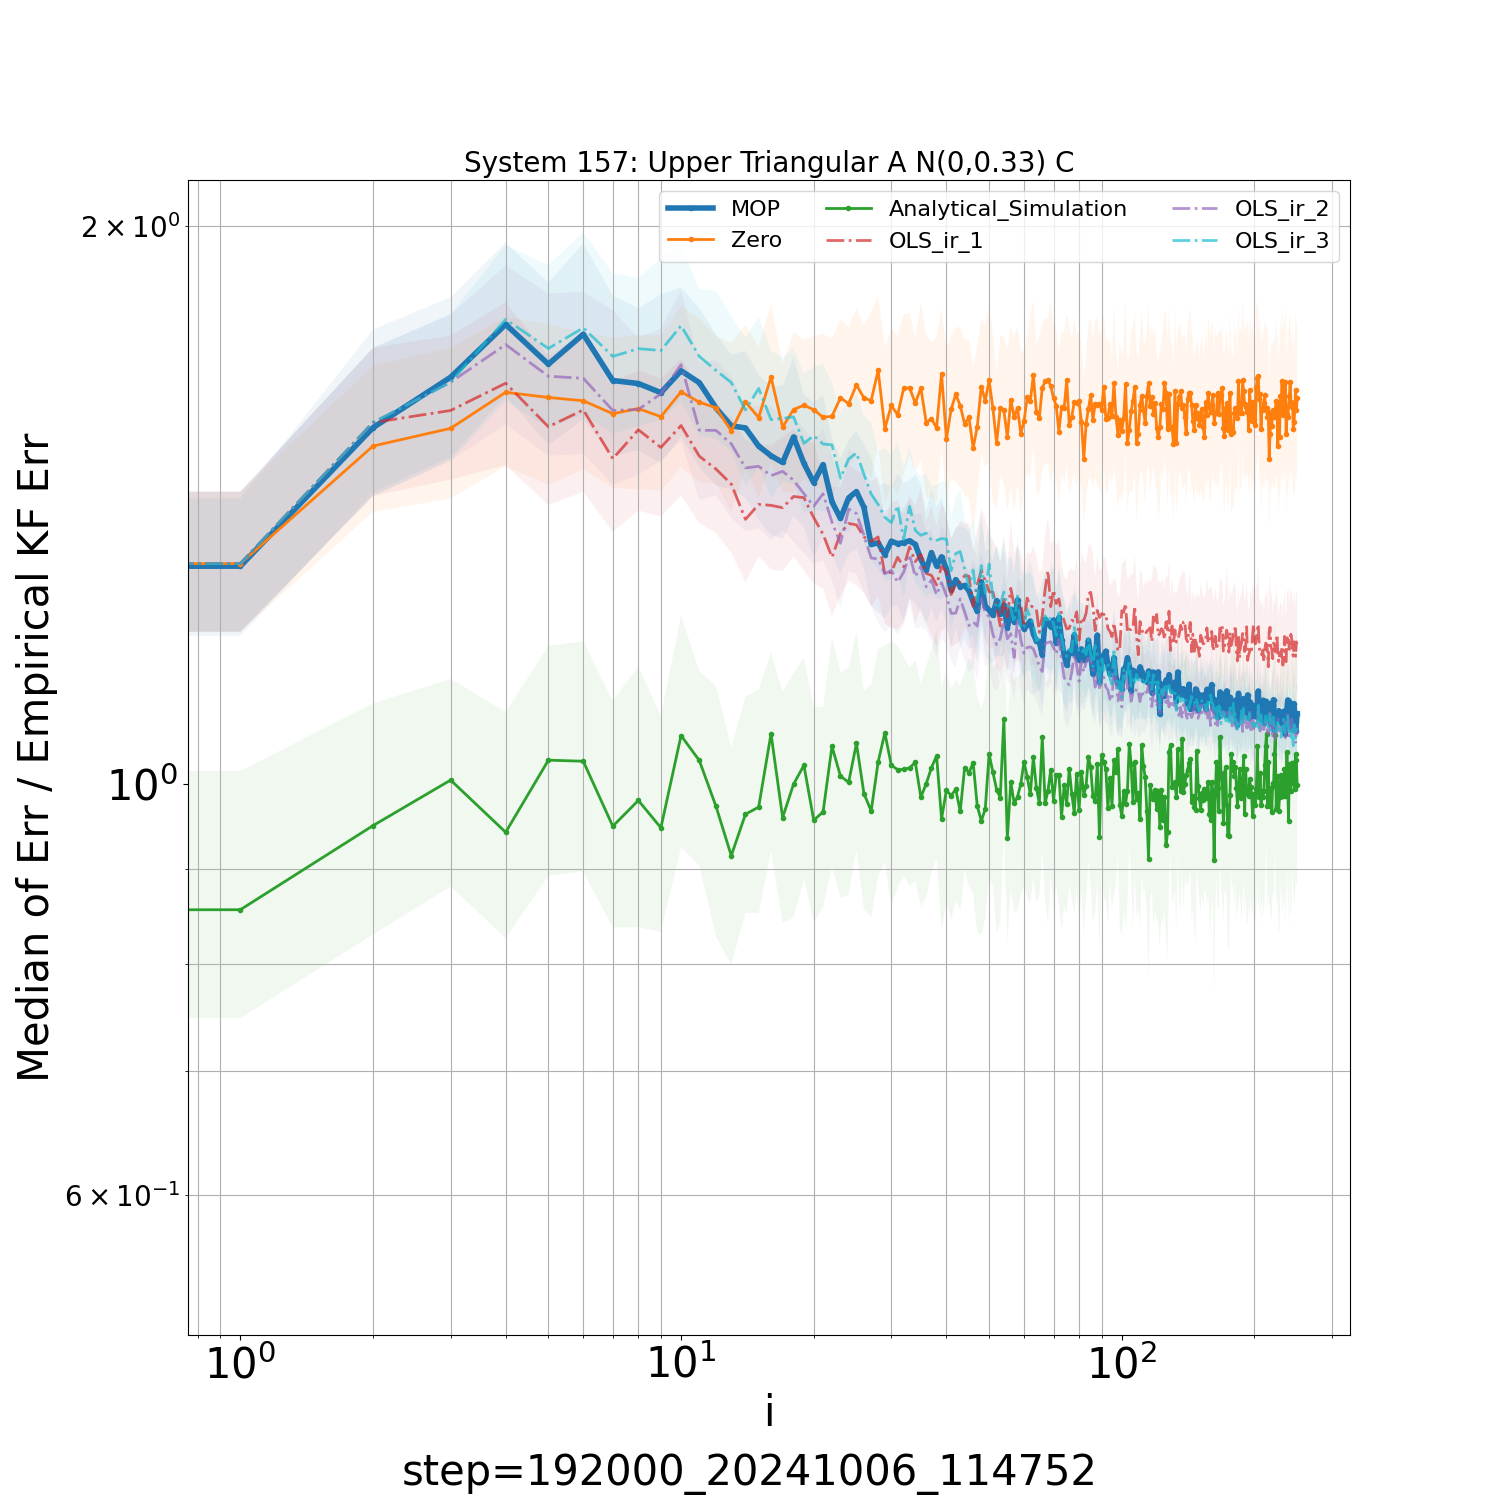 System 157: Upper Triangular A N(0,0.33) C
MOP
Zero
Analytical_Simulation
OLS_ir_1
OLS_ir_2
OLS_ir_3
Median of Err / Empirical KF Err
2 × 10⁰
10⁰
6 × 10⁻¹
10⁰ 10¹ 10²
i
step=192000_20241006_114752